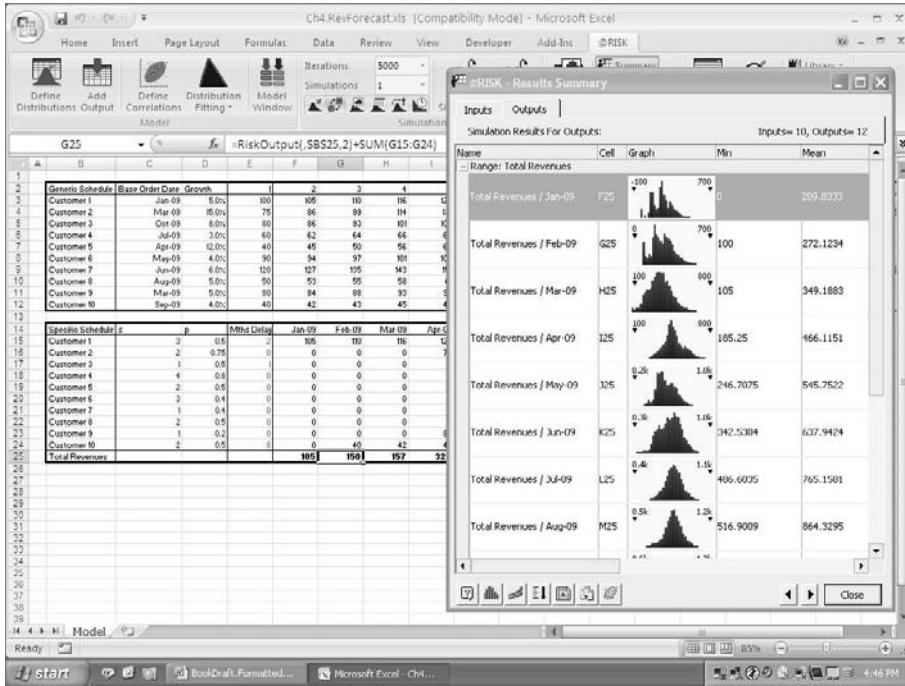 Ch4.RevForecast.xls [Compatibility Mode] - Microsoft Excel
Home Insert Page Layout Formulas Data Review View Developer Add-Ins @RISK
Define Distributions
Add Output
Define Correlations
Distribution Fitting
Model Window
Iterations 5000
Simulations 1
Model
Simulation
G25 fx =RiskOutput(,$B$25,2)+SUM(G15:G24)
A B C D E F G H I
Generic Schedule Base Order Date Growth 1 2 3 4
Customer 1 Jan-09 5.0% 100 105 110 116
Customer 2 Mar-09 15.0% 75 86 99 114
Customer 3 Oct-09 8.0% 80 86 93 101
Customer 4 Jul-09 3.0% 60 62 64 66
Customer 5 Apr-09 12.0% 40 45 50 56
Customer 6 May-09 4.0% 90 94 97 101
Customer 7 Jun-09 6.0% 120 127 135 143
Customer 8 Aug-09 5.0% 50 53 55 58
Customer 9 Mar-09 5.0% 80 84 88 93
Customer 10 Sep-09 4.0% 40 42 43 45
Specific Schedule s p Mths Delay Jan-09 Feb-09 Mar-09
Customer 1 3 0.5 2 105 110 116
Customer 2 2 0.75 0 0 0 0
Customer 3 1 0.5 1 0 0 0
Customer 4 4 0.8 0 0 0 0
Customer 5 2 0.5 0 0 0 0
Customer 6 3 0.4 0 0 0 0
Customer 7 1 0.4 0 0 0 0
Customer 8 2 0.5 0 0 0 0
Customer 9 1 0.2 0 0 0 0
Customer 10 2 0.5 0 0 40 42
Total Revenues 105 150 157
@RISK - Results Summary
Inputs Outputs
Simulation Results For Outputs: Inputs= 10, Outputs= 12
Name Cell Graph Min Mean
Range: Total Revenues
Total Revenues / Jan-09 F25 -100 700 0 209.8333
Total Revenues / Feb-09 G25 0 700 100 272.1234
Total Revenues / Mar-09 H25 100 800 105 349.1883
Total Revenues / Apr-09 I25 100 800 185.25 466.1151
Total Revenues / May-09 J25 0.2k 1.0k 246.7075 545.7522
Total Revenues / Jun-09 K25 0.3k 1.0k 342.5384 637.9424
Total Revenues / Jul-09 L25 0.4k 1.1k 406.6035 765.1501
Total Revenues / Aug-09 M25 0.5k 1.2k 516.9009 864.3295
Close
Model
Ready 85%
start BookDraft.Formatted... Microsoft Excel - Ch4... 4:46 PM